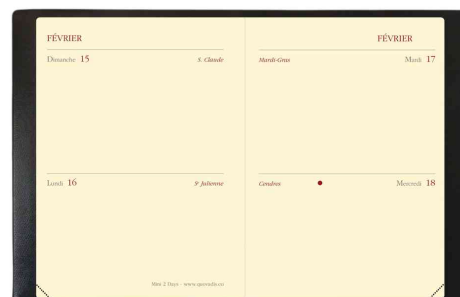 FÉVRIER
Dimanche 15 S. Claude
Lundi 16 Sᵉ Julienne
Mini 2 Days - www.quovadis.eu
FÉVRIER
Mardi-Gras Mardi 17
Cendres Mercredi 18